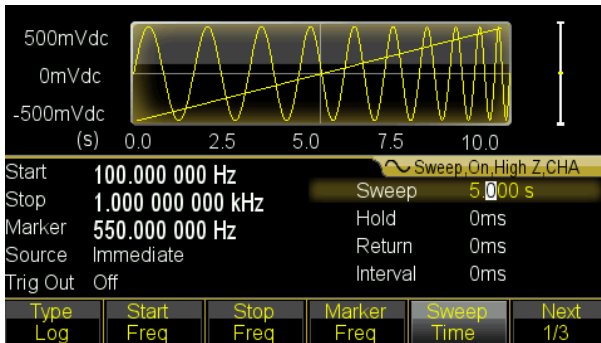 500mVdc
0mVdc
-500mVdc
(s) 0.0 2.5 5.0 7.5 10.0
Sweep,On,High Z,CHA
Start 100.000 000 Hz
Stop 1.000 000 000 kHz
Marker 550.000 000 Hz
Source Immediate
Trig Out Off
Sweep 5.000 s
Hold 0ms
Return 0ms
Interval 0ms
Type Log
Start Freq
Stop Freq
Marker Freq
Sweep Time
Next 1/3